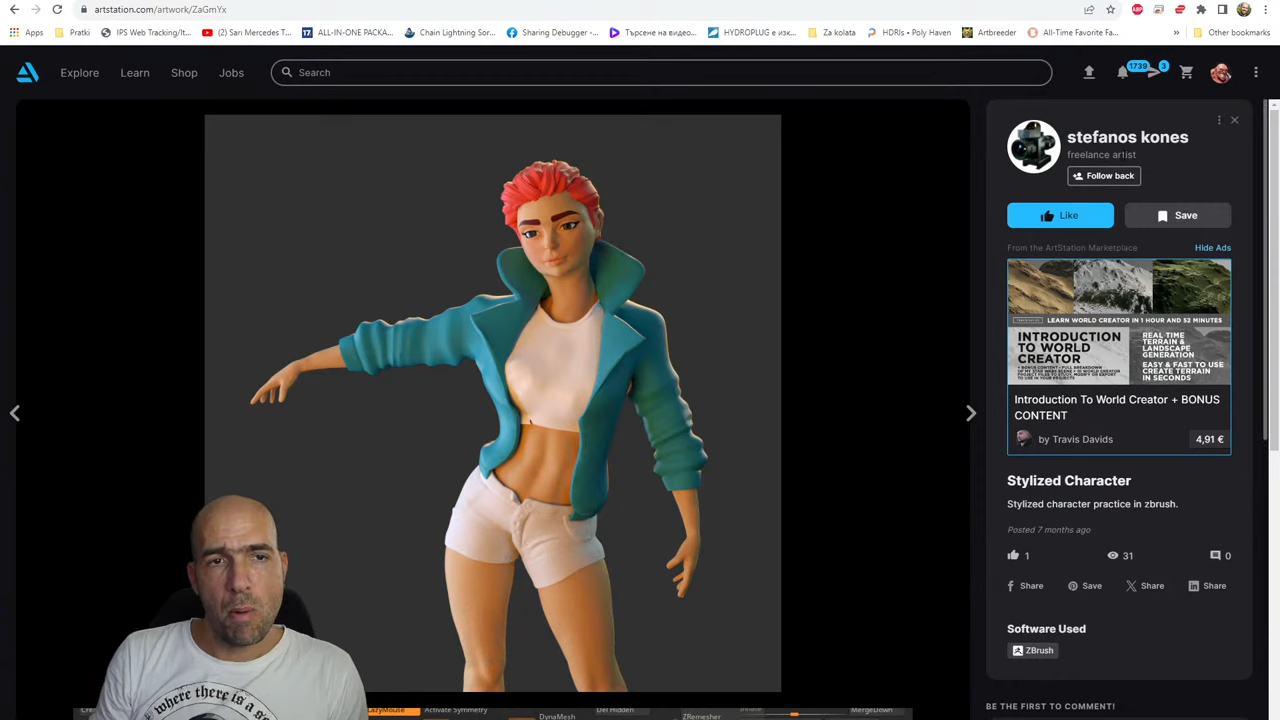 artstation.com/artwork/ZaGmYx
Apps
Pratki
IPS Web Tracking/It...
(2) Sari Mercedes T...
ALL-IN-ONE PACKA...
Chain Lightning Sor...
Sharing Debugger -...
Търсене на видео...
HYDROPLUG е изк...
Za kolata
HDRIs • Poly Haven
Artbreeder
All-Time Favorite Fa...
»
Other bookmarks
Explore
Learn
Shop
Jobs
Search
1739
3
stefanos kones
freelance artist
Follow back
Like
Save
From the ArtStation Marketplace
Hide Ads
LEARN WORLD CREATOR IN 1 HOUR AND 52 MINUTES
INTRODUCTION
TO WORLD
CREATOR
REAL TIME
TERRAIN &
LANDSCAPE
GENERATION
EASY & FAST TO USE
CREATE TERRAIN
IN SECONDS
Introduction To World Creator + BONUS
CONTENT
by Travis Davids
4,91 €
Stylized Character
Stylized character practice in zbrush.
Posted 7 months ago
1
31
0
Share
Save
Share
Share
Software Used
ZBrush
BE THE FIRST TO COMMENT!
where there is a
LazyMouse
Activate Symmetry
DynaMesh
Del Hidden
ZRemesher
MergeDown